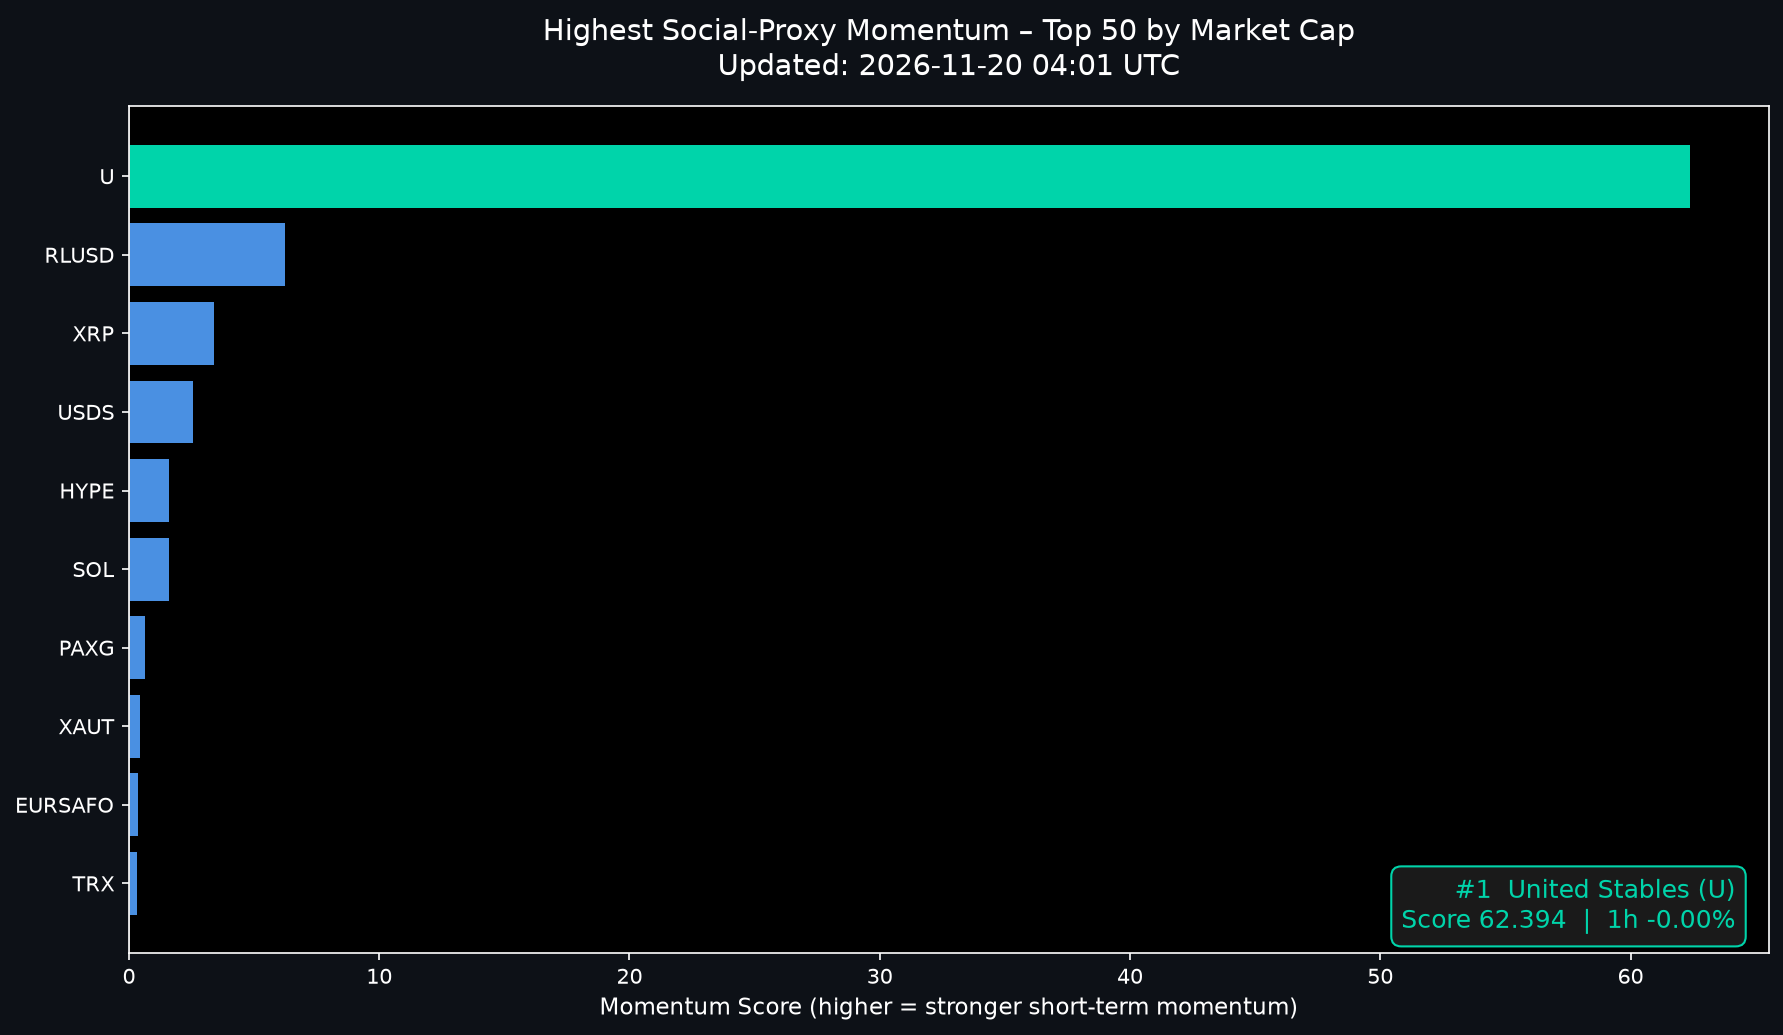 Highest Social-Proxy Momentum – Top 50 by Market Cap
Updated: 2026-11-20 04:01 UTC
U
RLUSD
XRP
USDS
HYPE
SOL
PAXG
XAUT
EURSAFO
TRX
#1  United Stables (U)
Score 62.394  |  1h -0.00%
0 10 20 30 40 50 60
Momentum Score (higher = stronger short-term momentum)